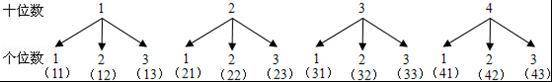 十位数 1 2 3 4
个位数 1 2 3 1 2 3 1 2 3 1 2 3
(11) (12) (13) (21) (22) (23) (31) (32) (33) (41) (42) (43)